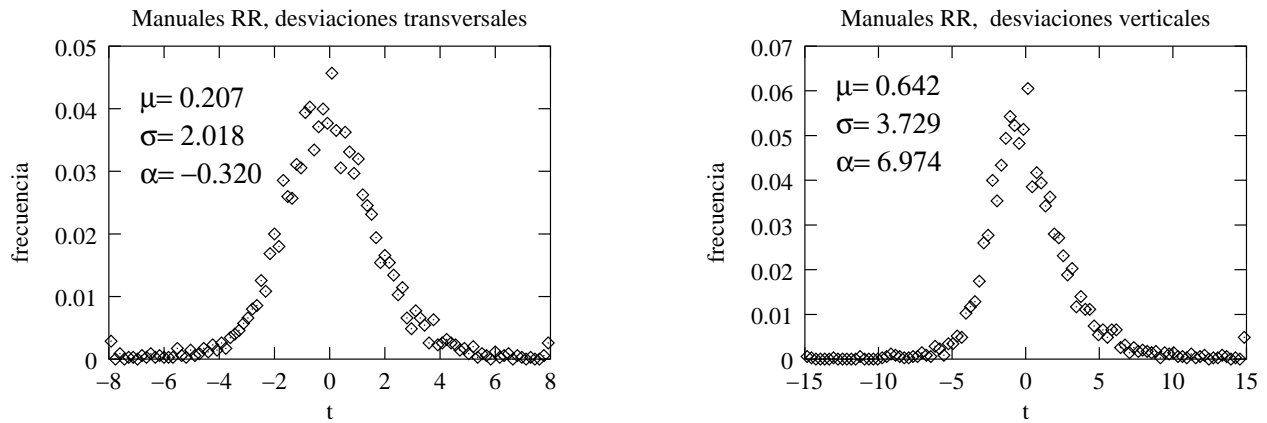 Manuales RR, desviaciones transversales
0.05
0.04
0.03
0.02
0.01
0
frecuencia
μ= 0.207
σ= 2.018
α= −0.320
−8 −6 −4 −2 0 2 4 6 8
t
Manuales RR, desviaciones verticales
0.07
0.06
0.05
0.04
0.03
0.02
0.01
0
frecuencia
μ= 0.642
σ= 3.729
α= 6.974
−15 −10 −5 0 5 10 15
t